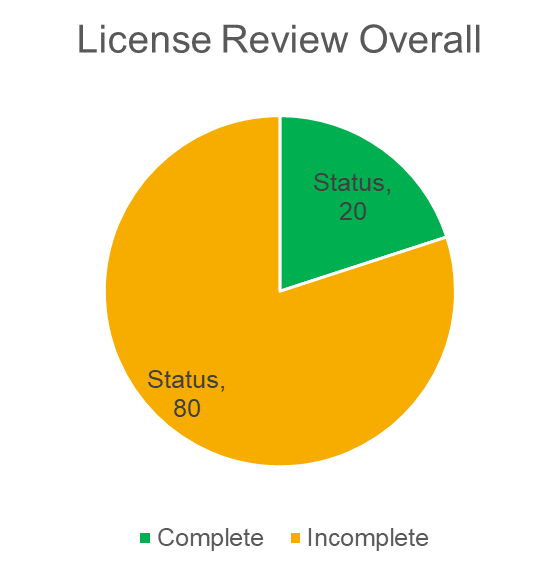 License Review Overall
Status,
20
Status,
80
Complete
Incomplete